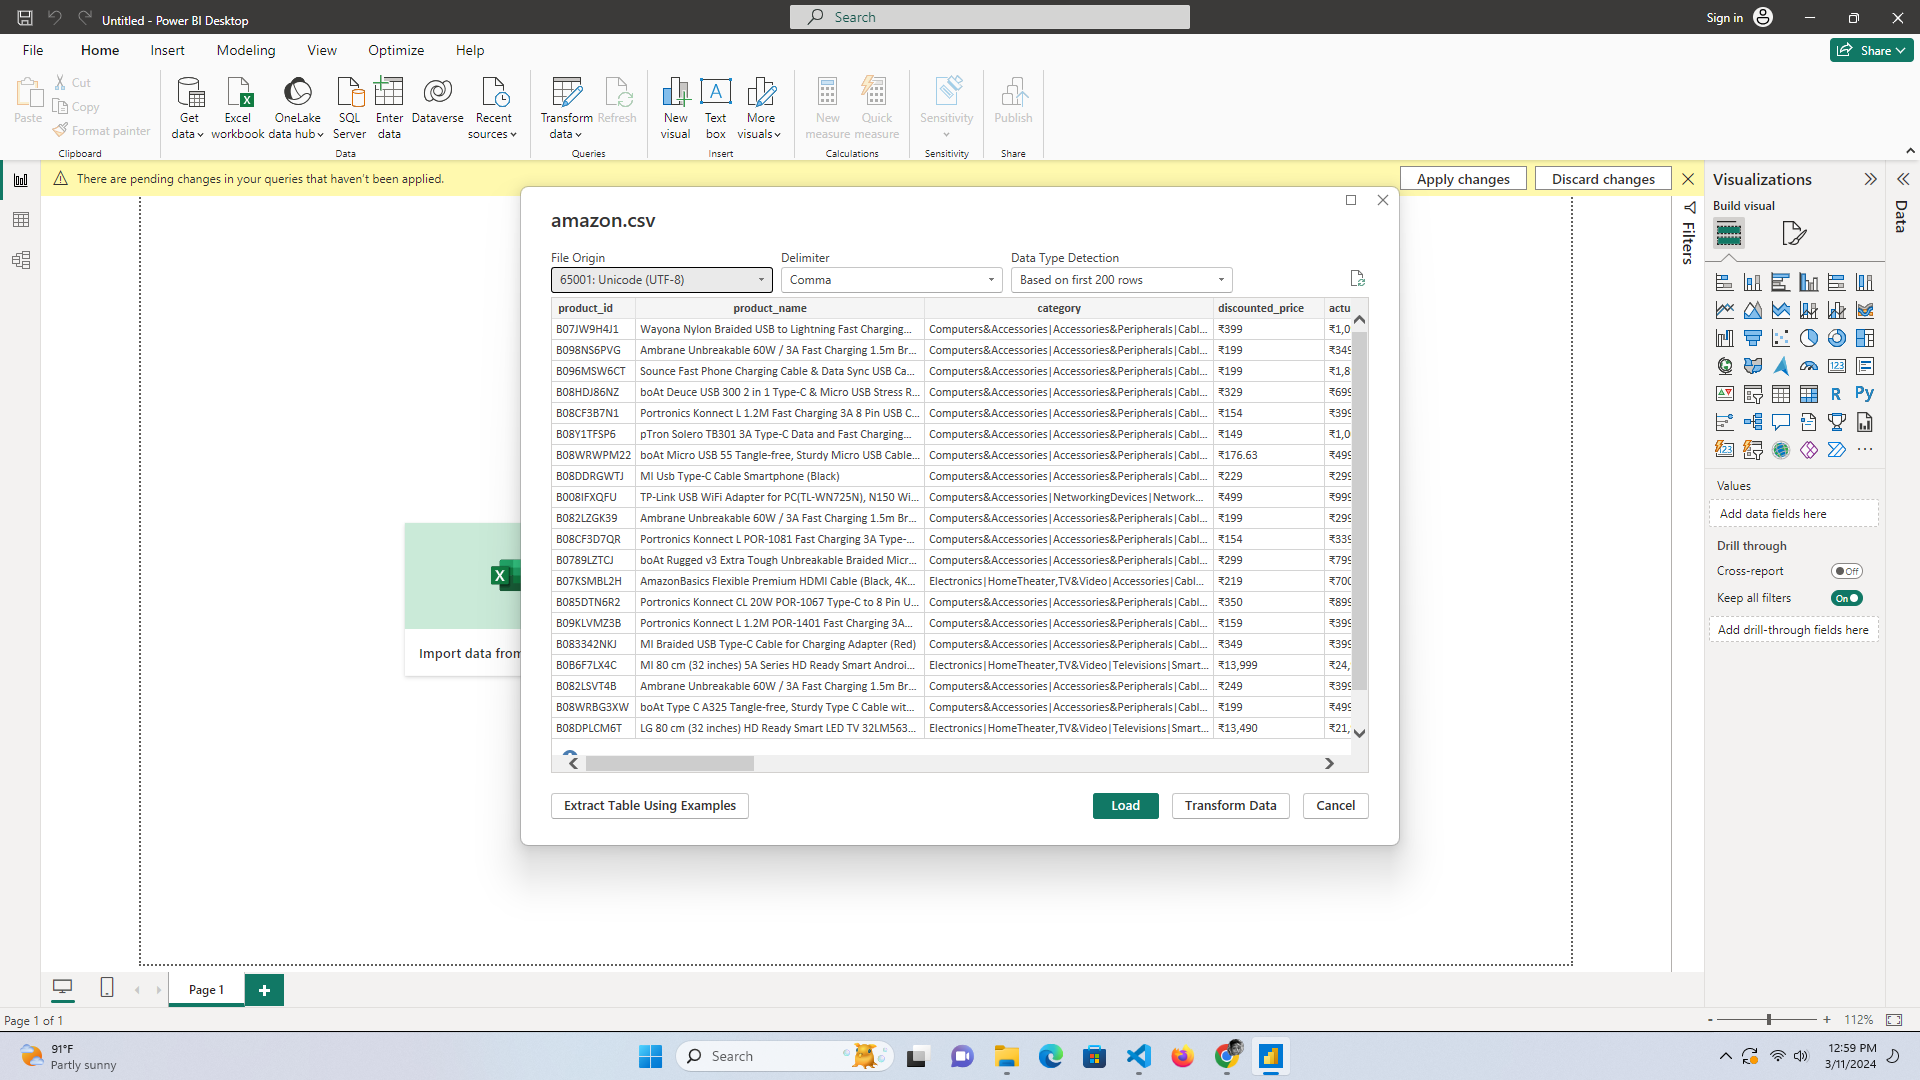 Untitled - Power BI Desktop
Search
Sign in
File Home Insert Modeling View Optimize Help
Share
Paste
Cut
Copy
Format painter
Clipboard
Get data
Excel workbook
OneLake data hub
SQL Server
Enter data
Dataverse
Recent sources
Data
Transform data
Refresh
Queries
New visual
Text box
More visuals
Insert
New measure
Quick measure
Calculations
Sensitivity
Sensitivity
Publish
Share
There are pending changes in your queries that haven't been applied.
Apply changes
Discard changes
amazon.csv
File Origin
65001: Unicode (UTF-8)
Delimiter
Comma
Data Type Detection
Based on first 200 rows
product_id product_name category discounted_price actu
B07JW9H4J1 Wayona Nylon Braided USB to Lightning Fast Charging... Computers&Accessories|Accessories&Peripherals|Cabl... ₹399 ₹1,0
B098NS6PVG Ambrane Unbreakable 60W / 3A Fast Charging 1.5m Br... Computers&Accessories|Accessories&Peripherals|Cabl... ₹199 ₹349
B096MSW6CT Sounce Fast Phone Charging Cable & Data Sync USB Ca... Computers&Accessories|Accessories&Peripherals|Cabl... ₹199 ₹1,8
B08HDJ86NZ boAt Deuce USB 300 2 in 1 Type-C & Micro USB Stress R... Computers&Accessories|Accessories&Peripherals|Cabl... ₹329 ₹699
B08CF3B7N1 Portronics Konnect L 1.2M Fast Charging 3A 8 Pin USB C... Computers&Accessories|Accessories&Peripherals|Cabl... ₹154 ₹399
B08Y1TFSP6 pTron Solero TB301 3A Type-C Data and Fast Charging... Computers&Accessories|Accessories&Peripherals|Cabl... ₹149 ₹1,0
B08WRWPM22 boAt Micro USB 55 Tangle-free, Sturdy Micro USB Cable... Computers&Accessories|Accessories&Peripherals|Cabl... ₹176.63 ₹499
B08DDRGWTJ MI Usb Type-C Cable Smartphone (Black) Computers&Accessories|Accessories&Peripherals|Cabl... ₹229 ₹299
B008IFXQFU TP-Link USB WiFi Adapter for PC(TL-WN725N), N150 Wi... Computers&Accessories|NetworkingDevices|Network... ₹499 ₹999
B082LZGK39 Ambrane Unbreakable 60W / 3A Fast Charging 1.5m Br... Computers&Accessories|Accessories&Peripherals|Cabl... ₹199 ₹299
B08CF3D7QR Portronics Konnect L POR-1081 Fast Charging 3A Type-... Computers&Accessories|Accessories&Peripherals|Cabl... ₹154 ₹339
B0789LZTCJ boAt Rugged v3 Extra Tough Unbreakable Braided Micr... Computers&Accessories|Accessories&Peripherals|Cabl... ₹299 ₹799
B07KSMBL2H AmazonBasics Flexible Premium HDMI Cable (Black, 4K... Electronics|HomeTheater,TV&Video|Accessories|Cabl... ₹219 ₹700
B085DTN6R2 Portronics Konnect CL 20W POR-1067 Type-C to 8 Pin U... Computers&Accessories|Accessories&Peripherals|Cabl... ₹350 ₹899
B09KLVMZ3B Portronics Konnect L 1.2M POR-1401 Fast Charging 3A... Computers&Accessories|Accessories&Peripherals|Cabl... ₹159 ₹399
B083342NKJ MI Braided USB Type-C Cable for Charging Adapter (Red) Computers&Accessories|Accessories&Peripherals|Cabl... ₹349 ₹399
B0B6F7LX4C MI 80 cm (32 inches) 5A Series HD Ready Smart Androi... Electronics|HomeTheater,TV&Video|Televisions|Smart... ₹13,999 ₹24,
B082LSVT4B Ambrane Unbreakable 60W / 3A Fast Charging 1.5m Br... Computers&Accessories|Accessories&Peripherals|Cabl... ₹249 ₹399
B08WRBG3XW boAt Type C A325 Tangle-free, Sturdy Type C Cable wit... Computers&Accessories|Accessories&Peripherals|Cabl... ₹199 ₹499
B08DPLCM6T LG 80 cm (32 inches) HD Ready Smart LED TV 32LM563... Electronics|HomeTheater,TV&Video|Televisions|Smart... ₹13,490 ₹21,
Extract Table Using Examples
Load
Transform Data
Cancel
Import data from
Filters
Visualizations
Build visual
Values
Add data fields here
Drill through
Cross-report
Off
Keep all filters
On
Add drill-through fields here
Data
Page 1
Page 1 of 1
- + 112%
91°F
Partly sunny
Search
12:59 PM
3/11/2024